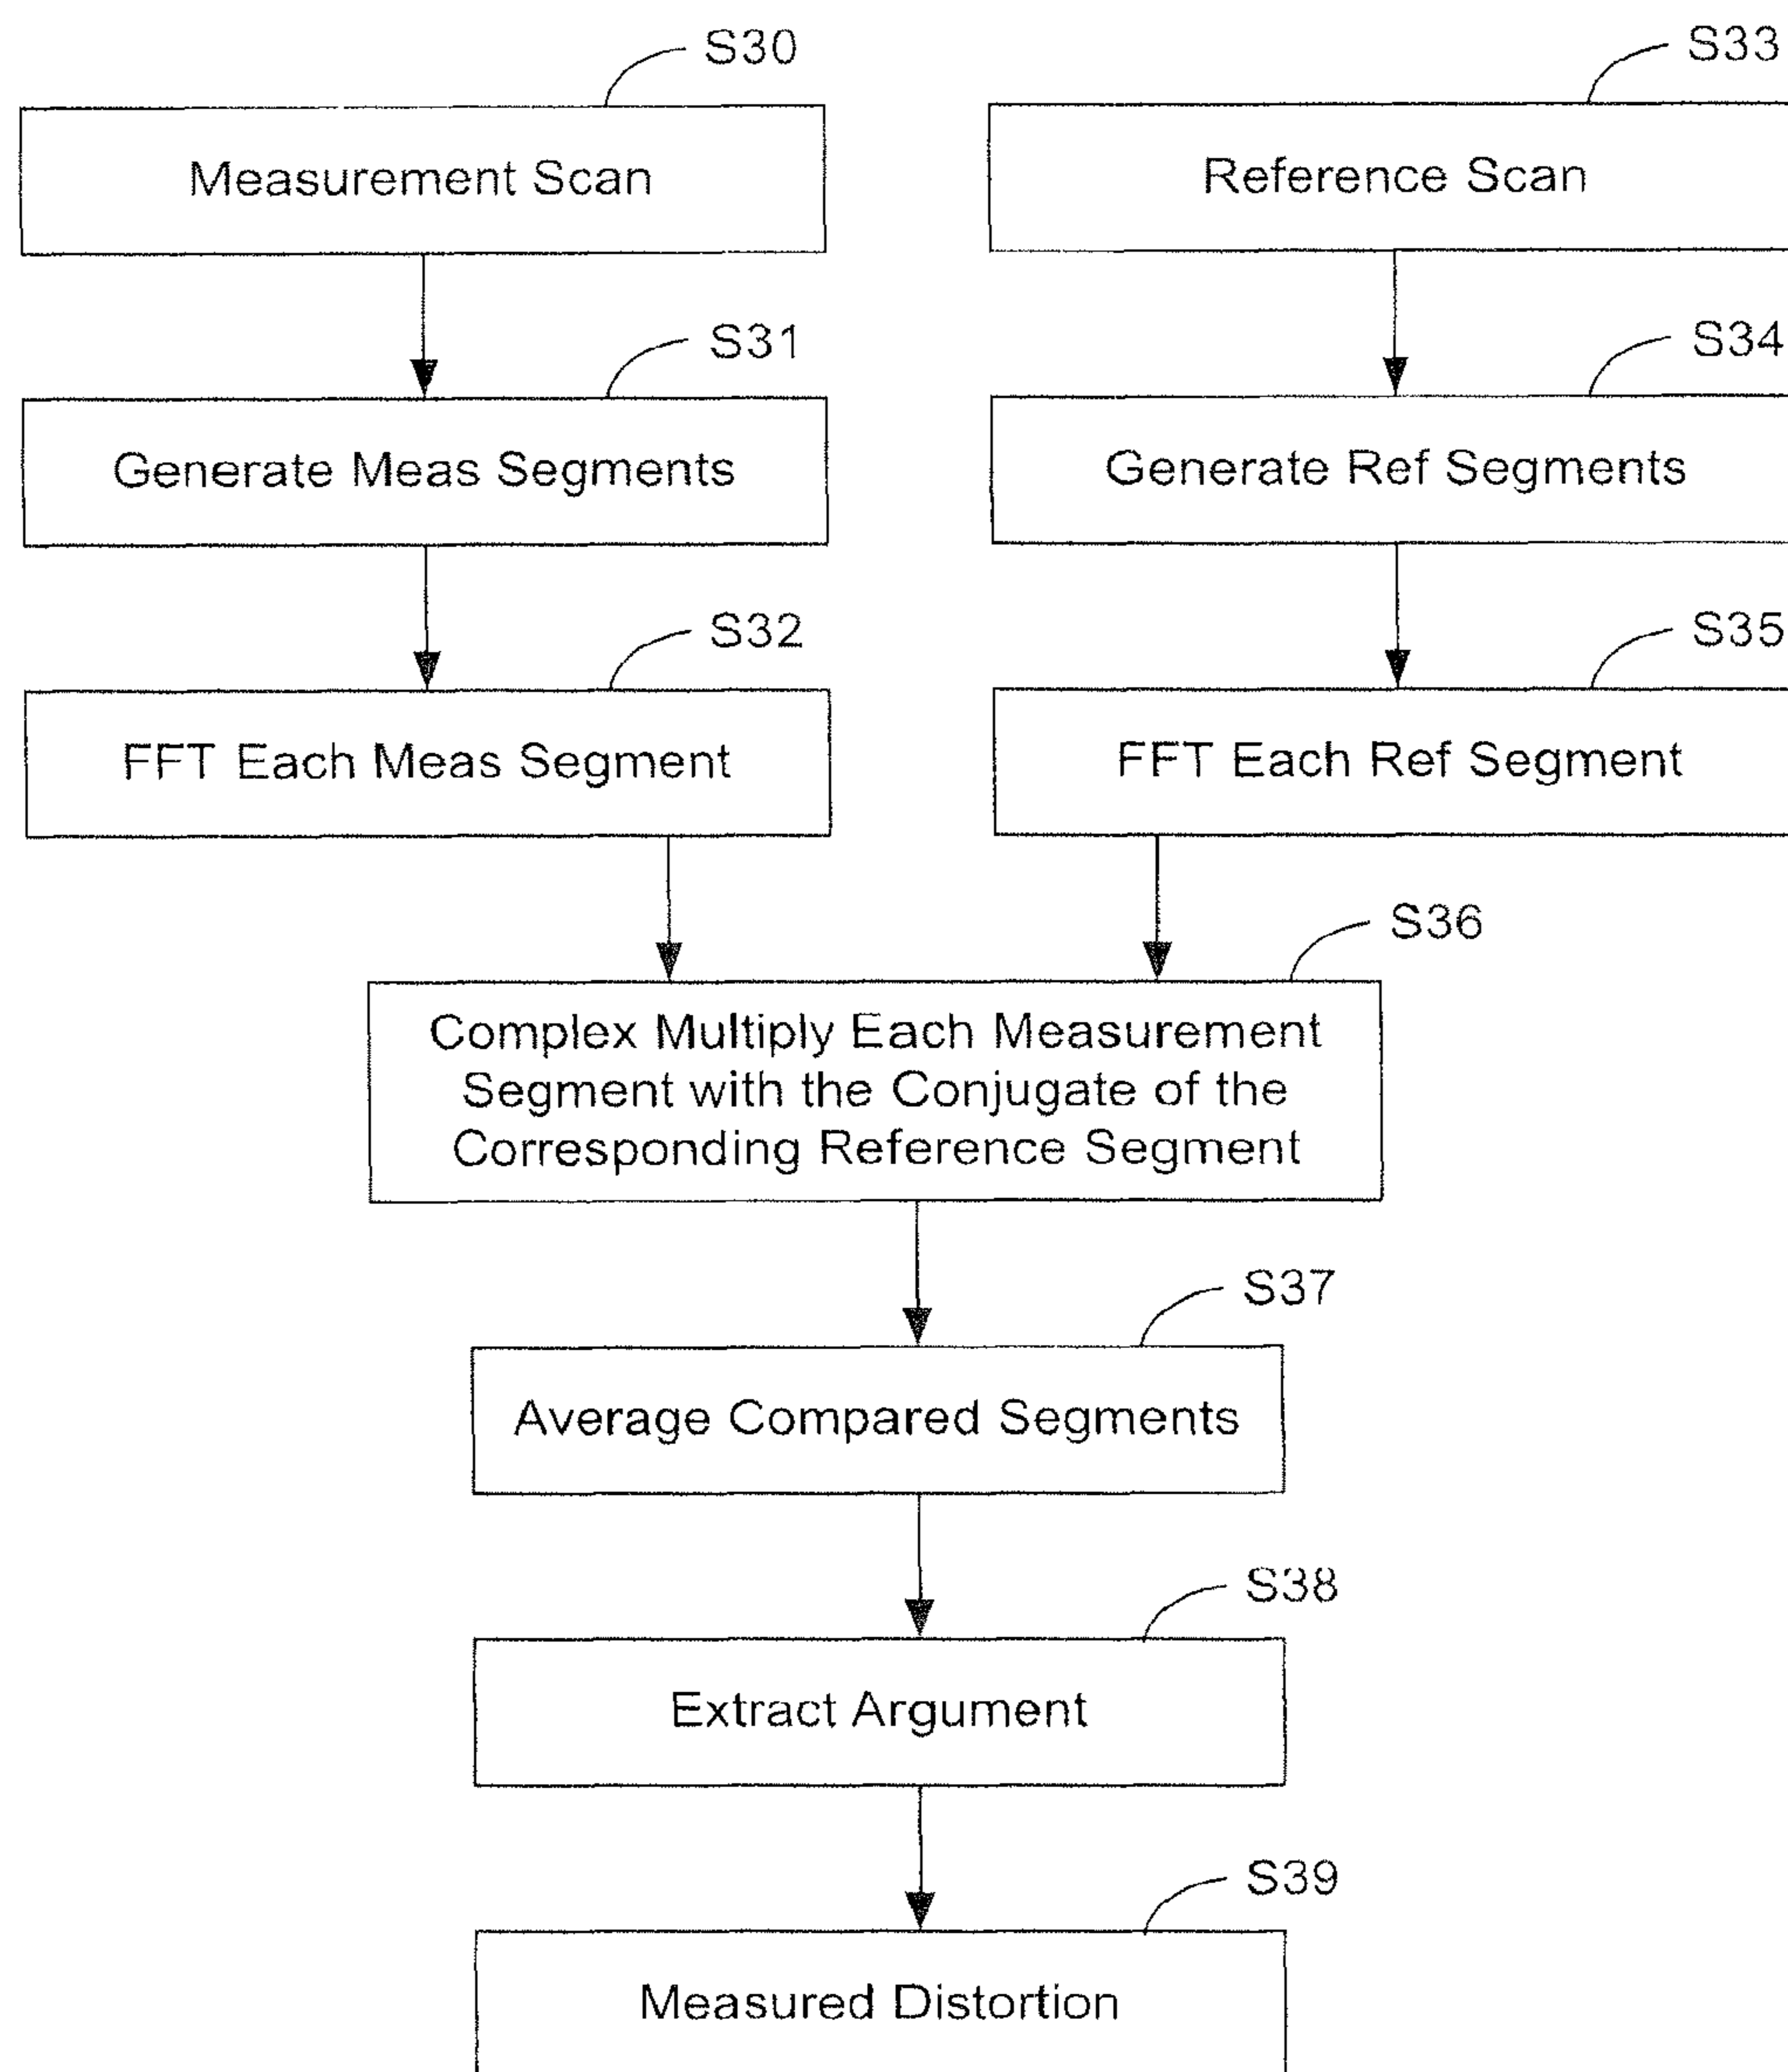 S30
S33
Measurement Scan
Reference Scan
S31
S34
Generate Meas Segments
Generate Ref Segments
S32
S35
FFT Each Meas Segment
FFT Each Ref Segment
S36
Complex Multiply Each Measurement
Segment with the Conjugate of the
Corresponding Reference Segment
S37
Average Compared Segments
S38
Extract Argument
S39
Measured Distortion